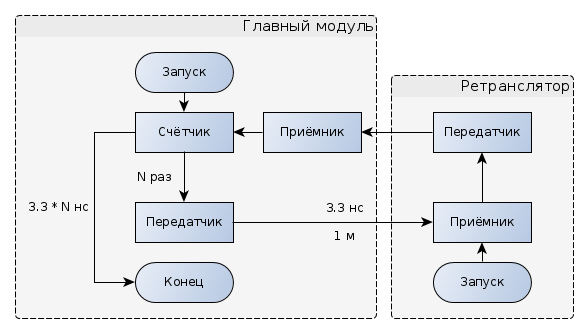 Главный модуль
Запуск
Ретранслятор
Счётчик
Приёмник
Передатчик
N раз
3.3 * N нс
3.3 нс
Передатчик
Приёмник
1 м
Конец
Запуск